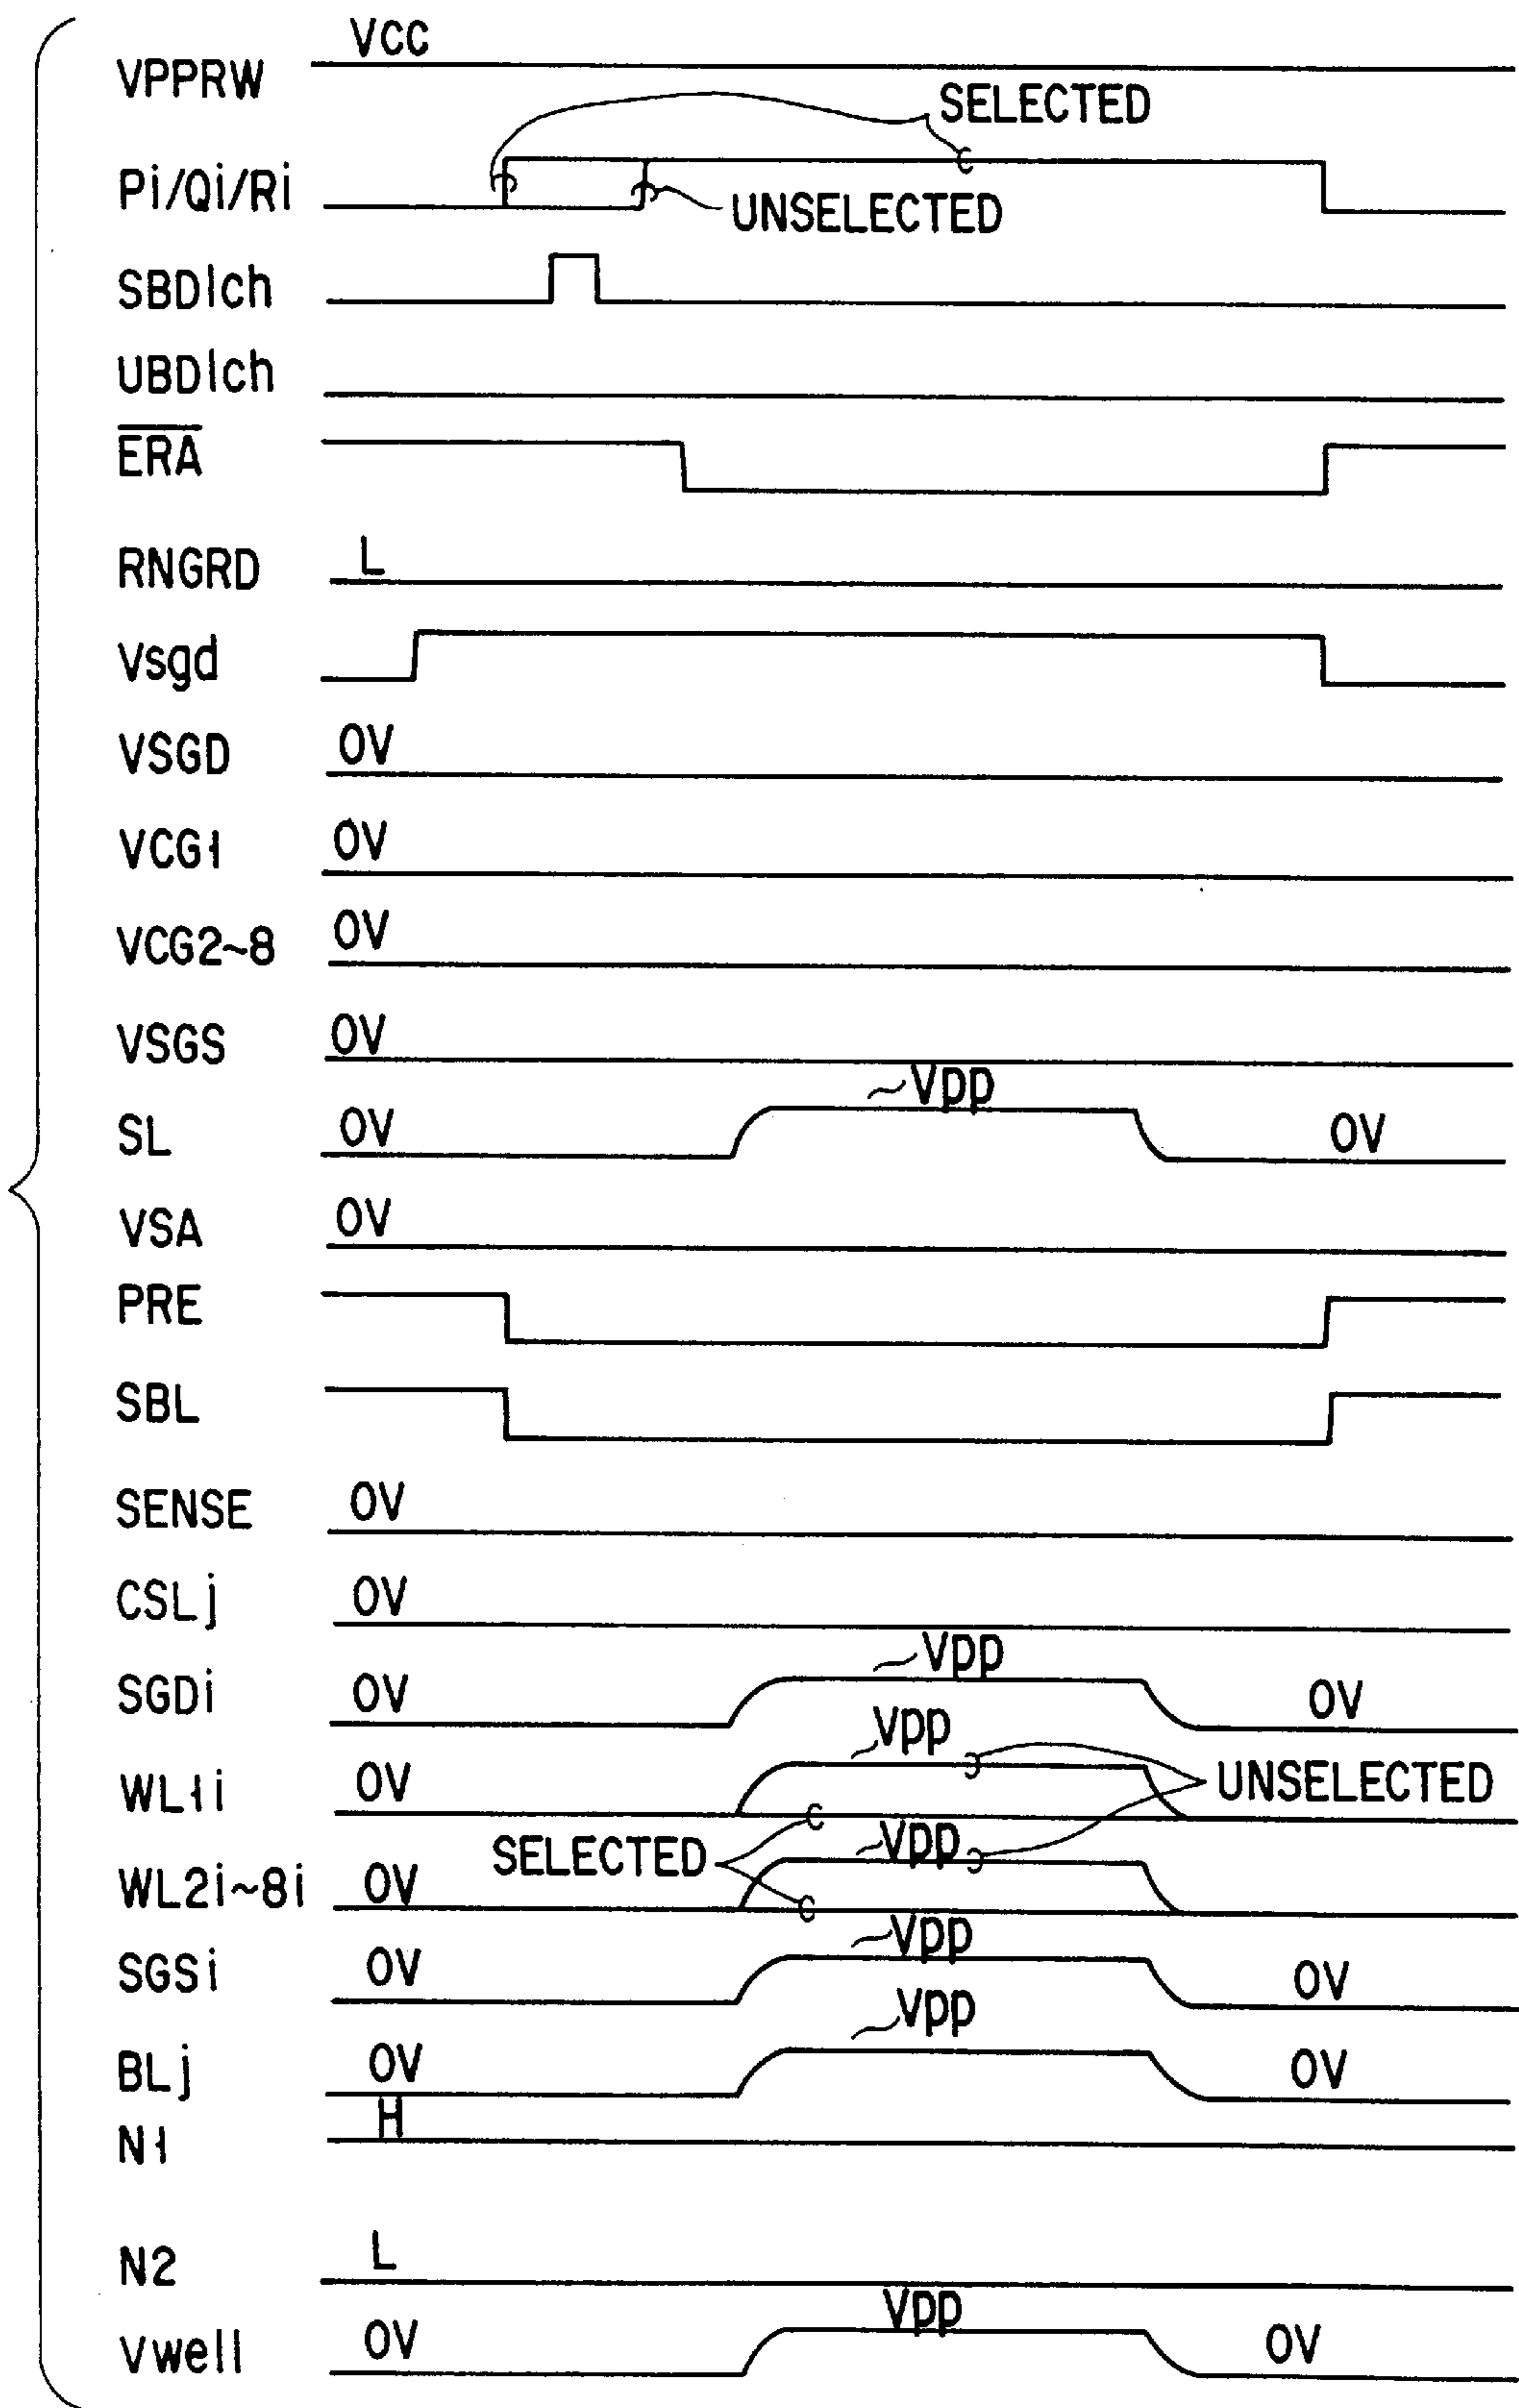 VCC
VPPRW
SELECTED
Pi/Qi/Ri
UNSELECTED
SBDlch
UBDlch
ERA
RNGRD L
Vsgd
VSGD 0V
VCG1 0V
VCG2~8 0V
VSGS 0V
~Vpp
SL 0V 0V
VSA 0V
PRE
SBL
SENSE 0V
CSLj 0V
~Vpp
SGDi 0V 0V
~Vpp
WL1i 0V UNSELECTED
SELECTED ~Vpp
WL2i~8i 0V
~Vpp
SGSi 0V 0V
~Vpp
BLj 0V 0V
H
N1
N2 L
Vpp
Vwell 0V 0V